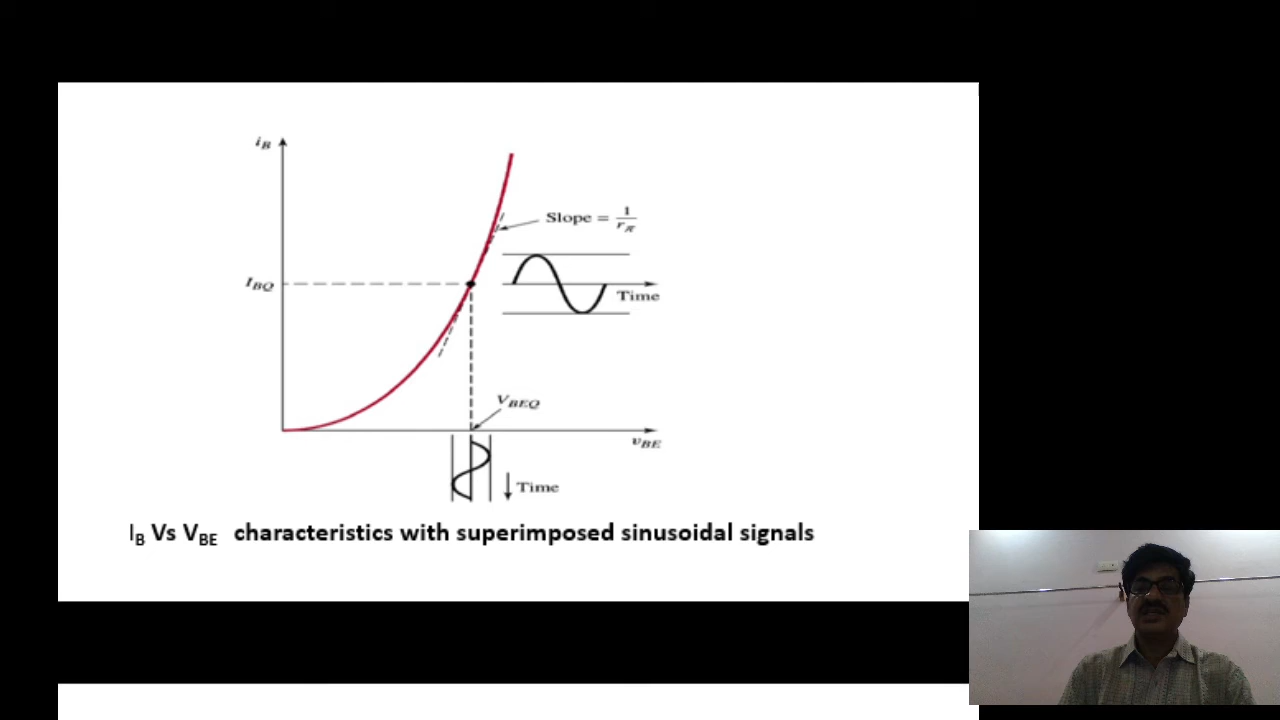 i_B
Slope = 1/r_π
I_BQ
Time
V_BEQ
v_BE
Time
I_B Vs V_BE characteristics with superimposed sinusoidal signals